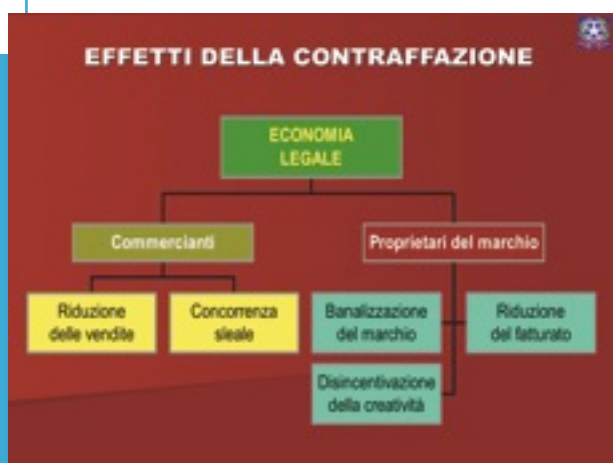 EFFETTI DELLA CONTRAFFAZIONE
ECONOMIA
LEGALE
Commercianti
Proprietari del marchio
Riduzione
delle vendite
Concorrenza
sleale
Banalizzazione
del marchio
Riduzione
del fatturato
Disincentivazione
della creatività